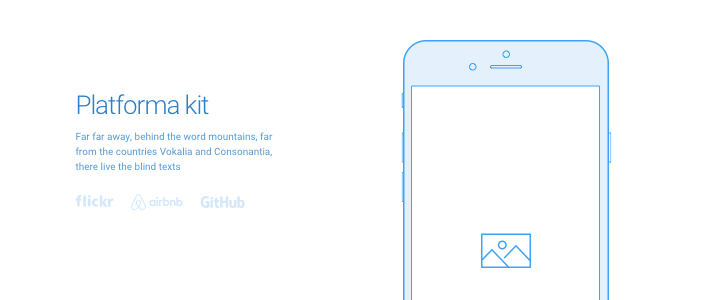 Platforma kit
Far far away, behind the word mountains, far
from the countries Vokalia and Consonantia,
there live the blind texts
flickr airbnb GitHub